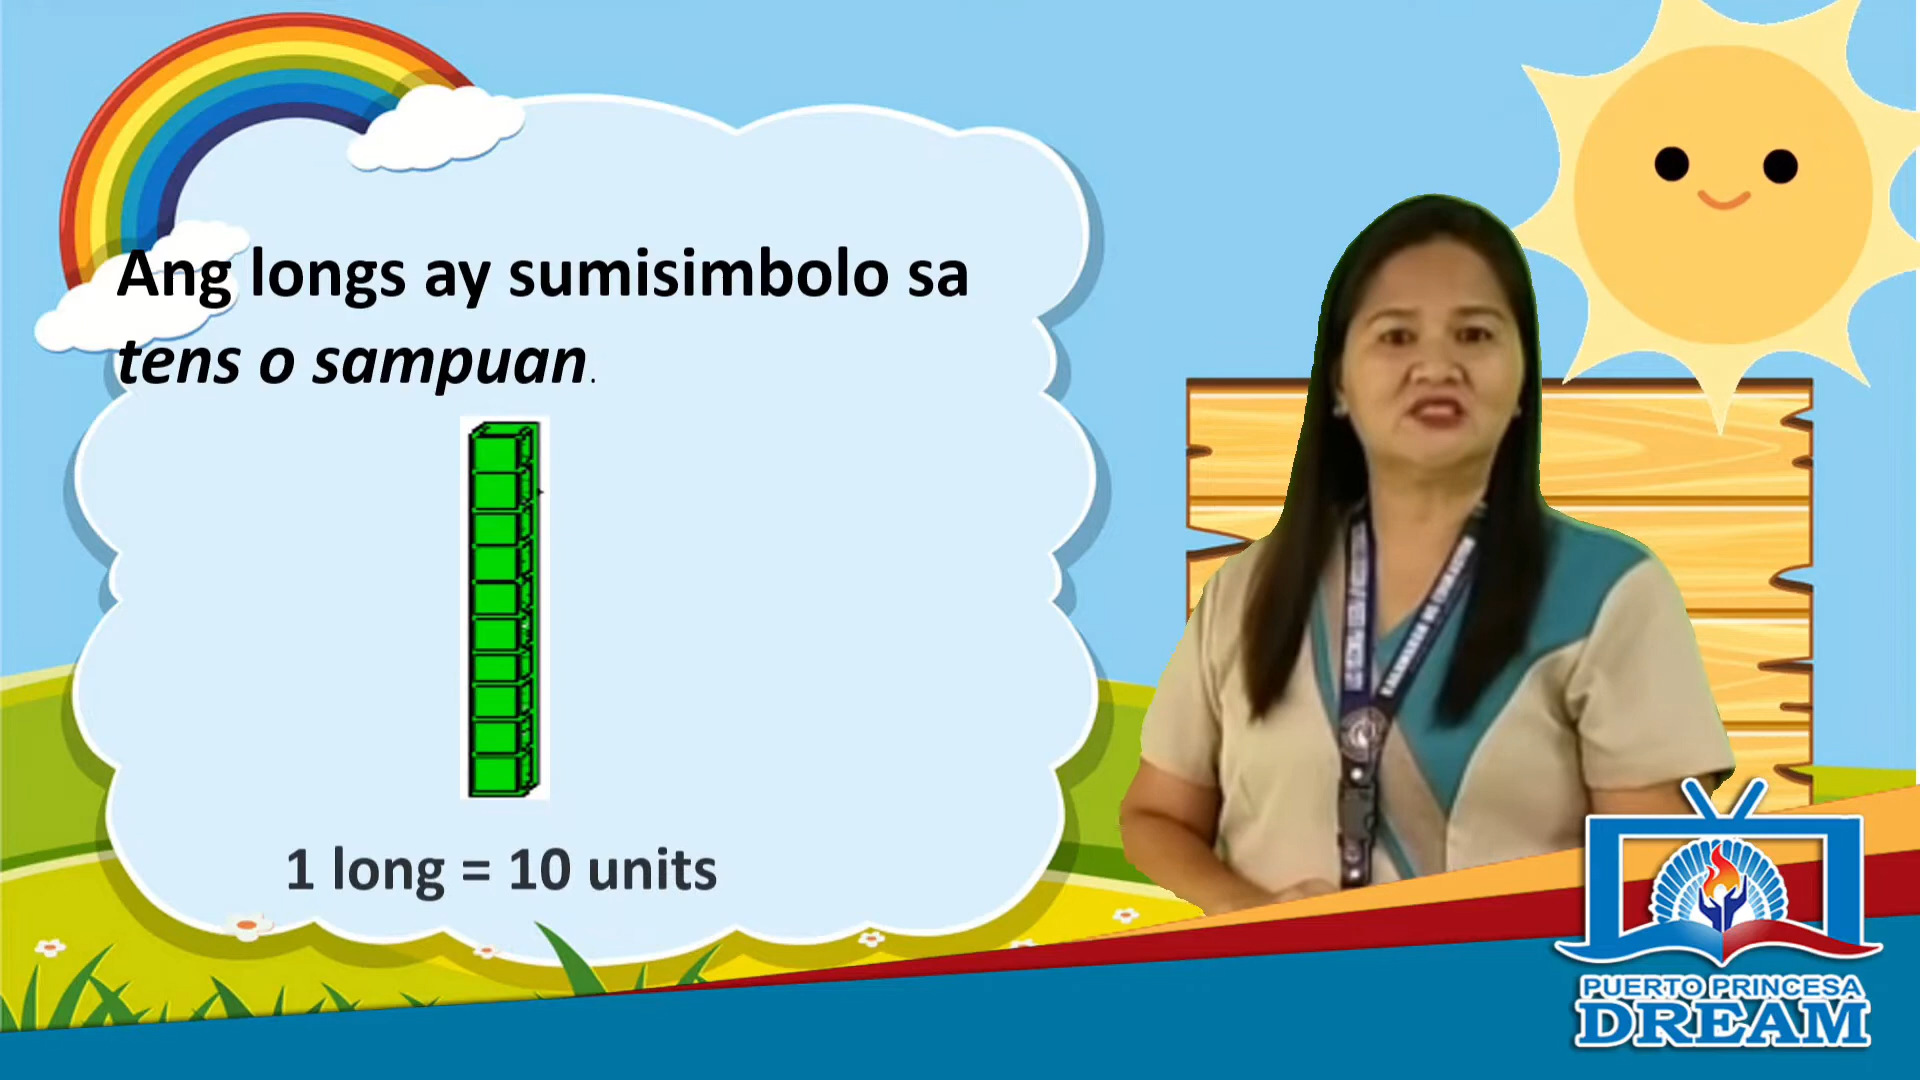 Ang longs ay sumisimbolo sa
tens o sampuan.
1 long = 10 units
PUERTO PRINCESA
DREAM